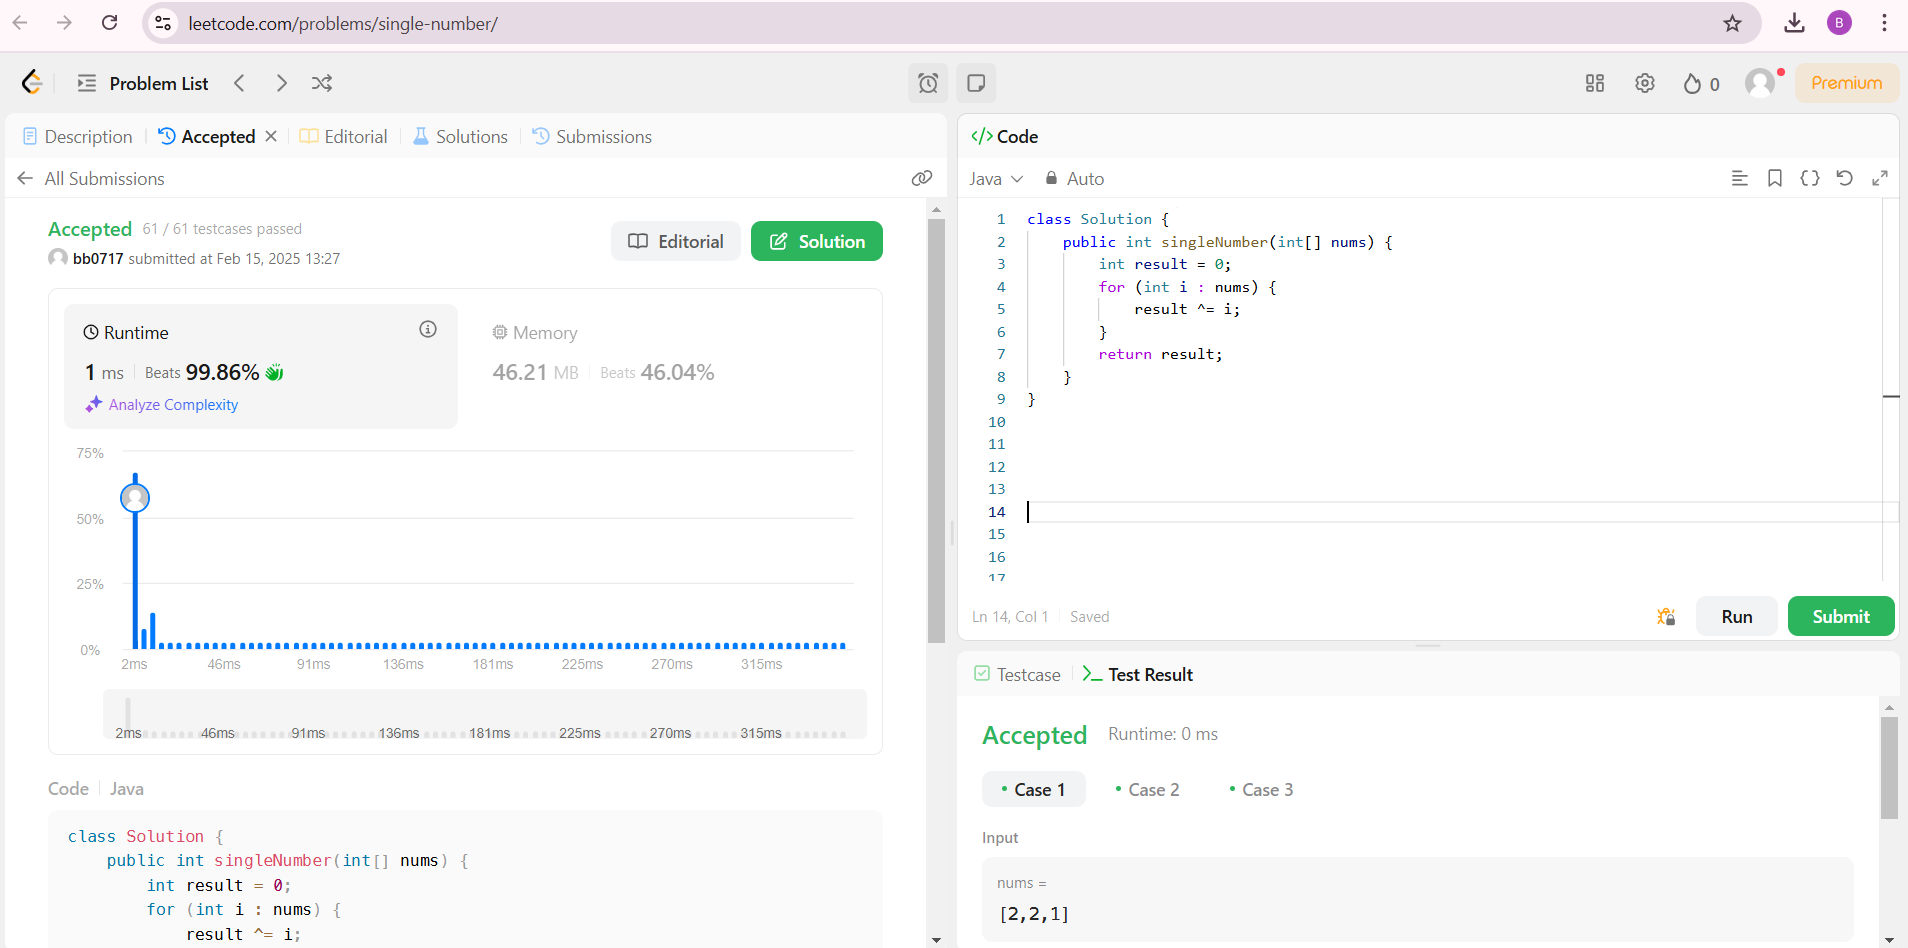 leetcode.com/problems/single-number/
B
Problem List
0
Premium
Description
Accepted
Editorial
Solutions
Submissions
All Submissions
Accepted 61 / 61 testcases passed
bb0717 submitted at Feb 15, 2025 13:27
Editorial
Solution
Runtime
1 ms Beats 99.86%
Analyze Complexity
Memory
46.21 MB Beats 46.04%
75%
50%
25%
0%
2ms 46ms 91ms 136ms 181ms 225ms 270ms 315ms
2ms 46ms 91ms 136ms 181ms 225ms 270ms 315ms
Code Java
class Solution {
    public int singleNumber(int[] nums) {
        int result = 0;
        for (int i : nums) {
            result ^= i;
</> Code
Java Auto
1 class Solution {
2     public int singleNumber(int[] nums) {
3         int result = 0;
4         for (int i : nums) {
5             result ^= i;
6         }
7         return result;
8     }
9 }
10
11
12
13
14
15
16
17
Ln 14, Col 1 Saved
Run
Submit
Testcase
Test Result
Accepted Runtime: 0 ms
• Case 1 • Case 2 • Case 3
Input
nums =
[2,2,1]